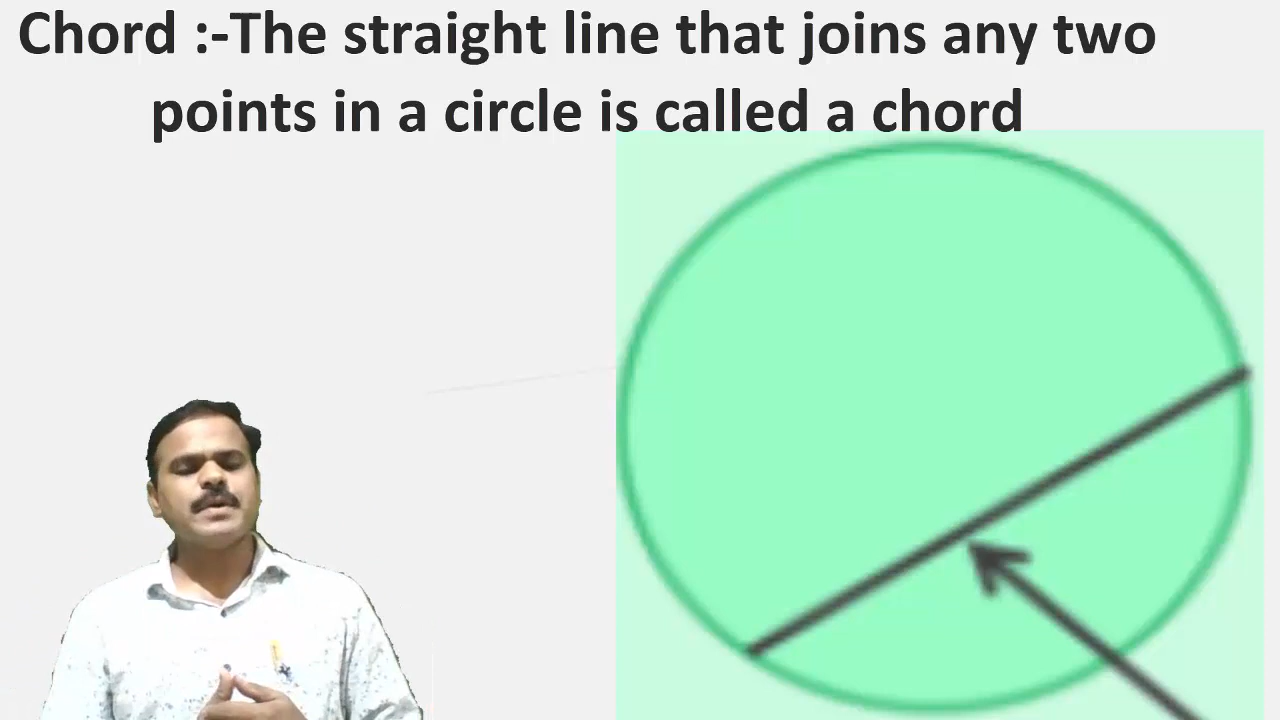 Chord :-The straight line that joins any two
points in a circle is called a chord